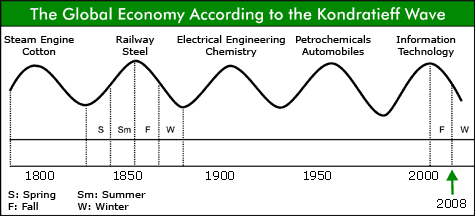 The Global Economy According to the Kondratieff Wave
Steam Engine Railway Electrical Engineering Petrochemicals Information
Cotton Steel Chemistry Automobiles Technology
S Sm F W F W
1800 1850 1900 1950 2000
S: Spring Sm: Summer
F: Fall W: Winter
2008